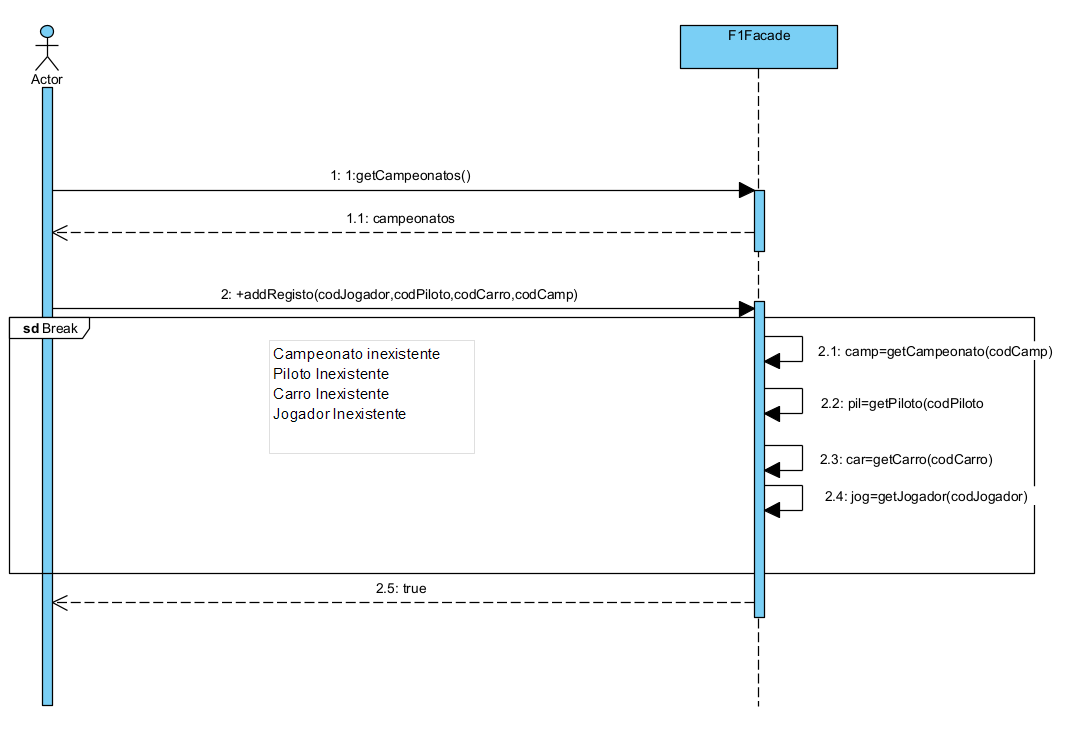 F1Facade
Actor
1: 1:getCampeonatos()
1.1: campeonatos
2: +addRegisto(codJogador,codPiloto,codCarro,codCamp)
sd Break
Campeonato inexistente
Piloto Inexistente
Carro Inexistente
Jogador Inexistente
2.1: camp=getCampeonato(codCamp)
2.2: pil=getPiloto(codPiloto
2.3: car=getCarro(codCarro)
2.4: jog=getJogador(codJogador)
2.5: true